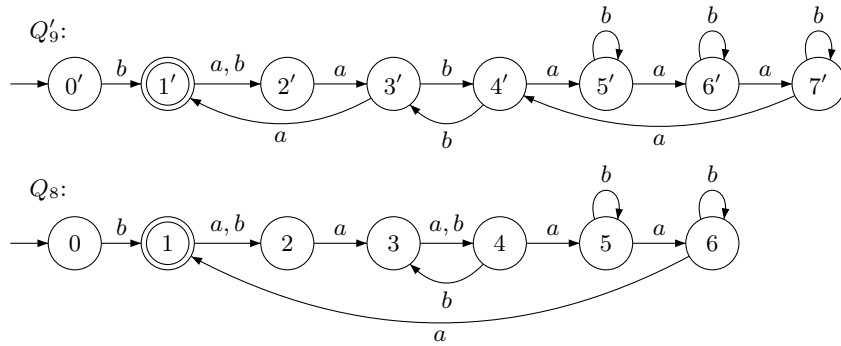 Q′₉:
b b b
0′ b 1′ a, b 2′ a 3′ b 4′ a 5′ a 6′ a 7′
a b a
Q₈:
b b
0 b 1 a, b 2 a 3 a, b 4 a 5 a 6
b
a